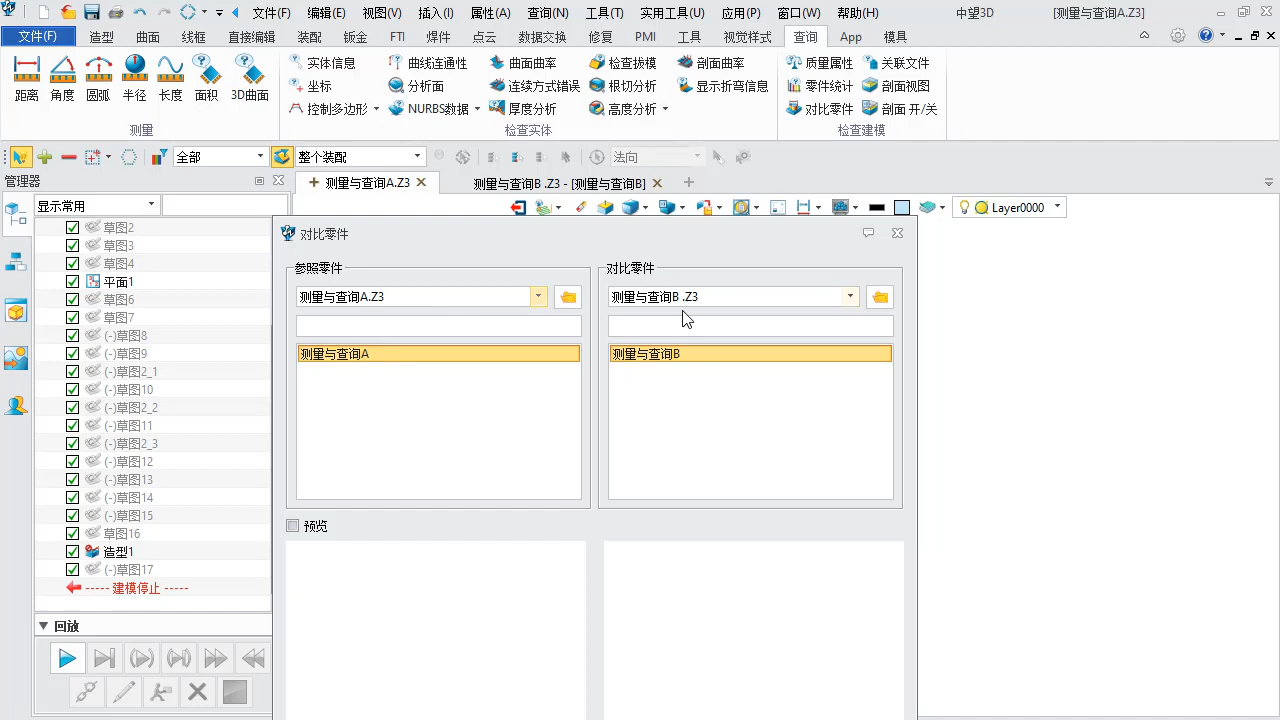 文件(F) 编辑(E) 视图(V) 插入(I) 属性(A) 查询(N) 工具(T) 实用工具(U) 应用(P) 窗口(W) 帮助(H) 中望3D [测量与查询A.Z3]
文件(F) 造型 曲面 线框 直接编辑 装配 钣金 FTI 焊件 点云 数据交换 修复 PMI 工具 视觉样式 查询 App 模具
实体信息 曲线连通性 曲面曲率 检查拔模 剖面曲率 质量属性 关联文件
坐标 分析面 连续方式错误 根切分析 显示折弯信息 零件统计 剖面视图
距离 角度 圆弧 半径 长度 面积 3D曲面
控制多边形 NURBS数据 厚度分析 高度分析 对比零件 剖面 开/关
测量 检查实体 检查建模
全部 整个装配 法向
管理器 测量与查询A.Z3 测量与查询B .Z3 - [测量与查询B]
显示常用 Layer0000
草图2
草图3
草图4
平面1
草图6
草图7
(-)草图8
(-)草图9
(-)草图2_1
(-)草图10
(-)草图2_2
(-)草图11
(-)草图2_3
(-)草图12
(-)草图13
(-)草图14
(-)草图15
草图16
造型1
(-)草图17
----- 建模停止 -----
回放
对比零件
参照零件 对比零件
测量与查询A.Z3 测量与查询B .Z3
测量与查询A 测量与查询B
预览